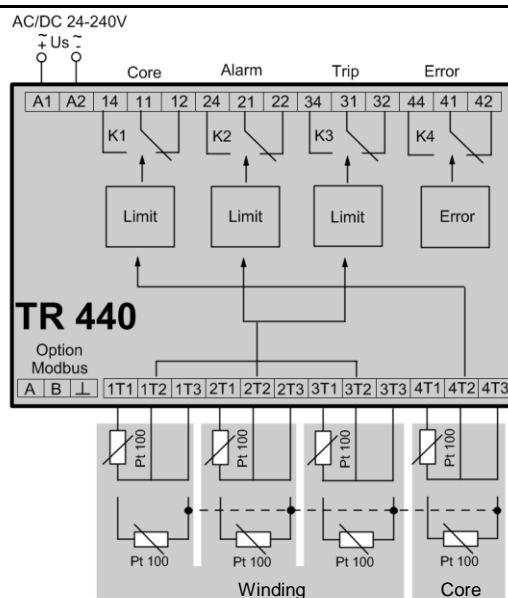 AC/DC 24-240V
~ Us ~
+ -
Core Alarm Trip Error
A1 A2 14 11 12 24 21 22 34 31 32 44 41 42
K1 K2 K3 K4
Limit Limit Limit Error
TR 440
Option
Modbus
A B ⊥ 1T1 1T2 1T3 2T1 2T2 2T3 3T1 3T2 3T3 4T1 4T2 4T3
Pt 100 Pt 100 Pt 100 Pt 100
Pt 100 Pt 100 Pt 100 Pt 100
Winding Core